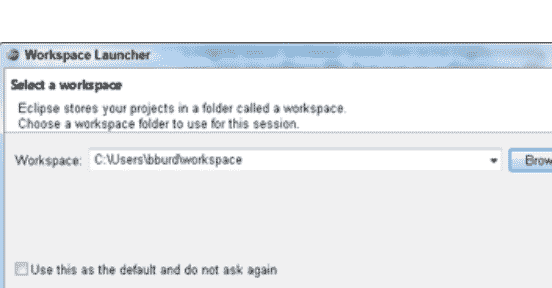 Workspace Launcher
Select a workspace
Eclipse stores your projects in a folder called a workspace.
Choose a workspace folder to use for this session.
Workspace: C:\Users\bburd\workspace Brow
Use this as the default and do not ask again